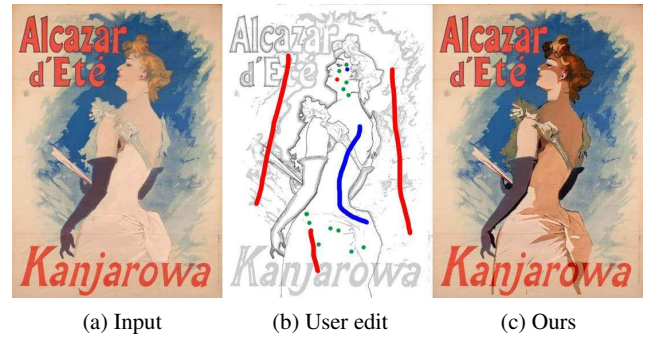 Alcazar
d'Eté
Kanjarowa
Alcazar
d'Eté
Kanjarowa
Alcazar
d'Eté
Kanjarowa
(a) Input
(b) User edit
(c) Ours